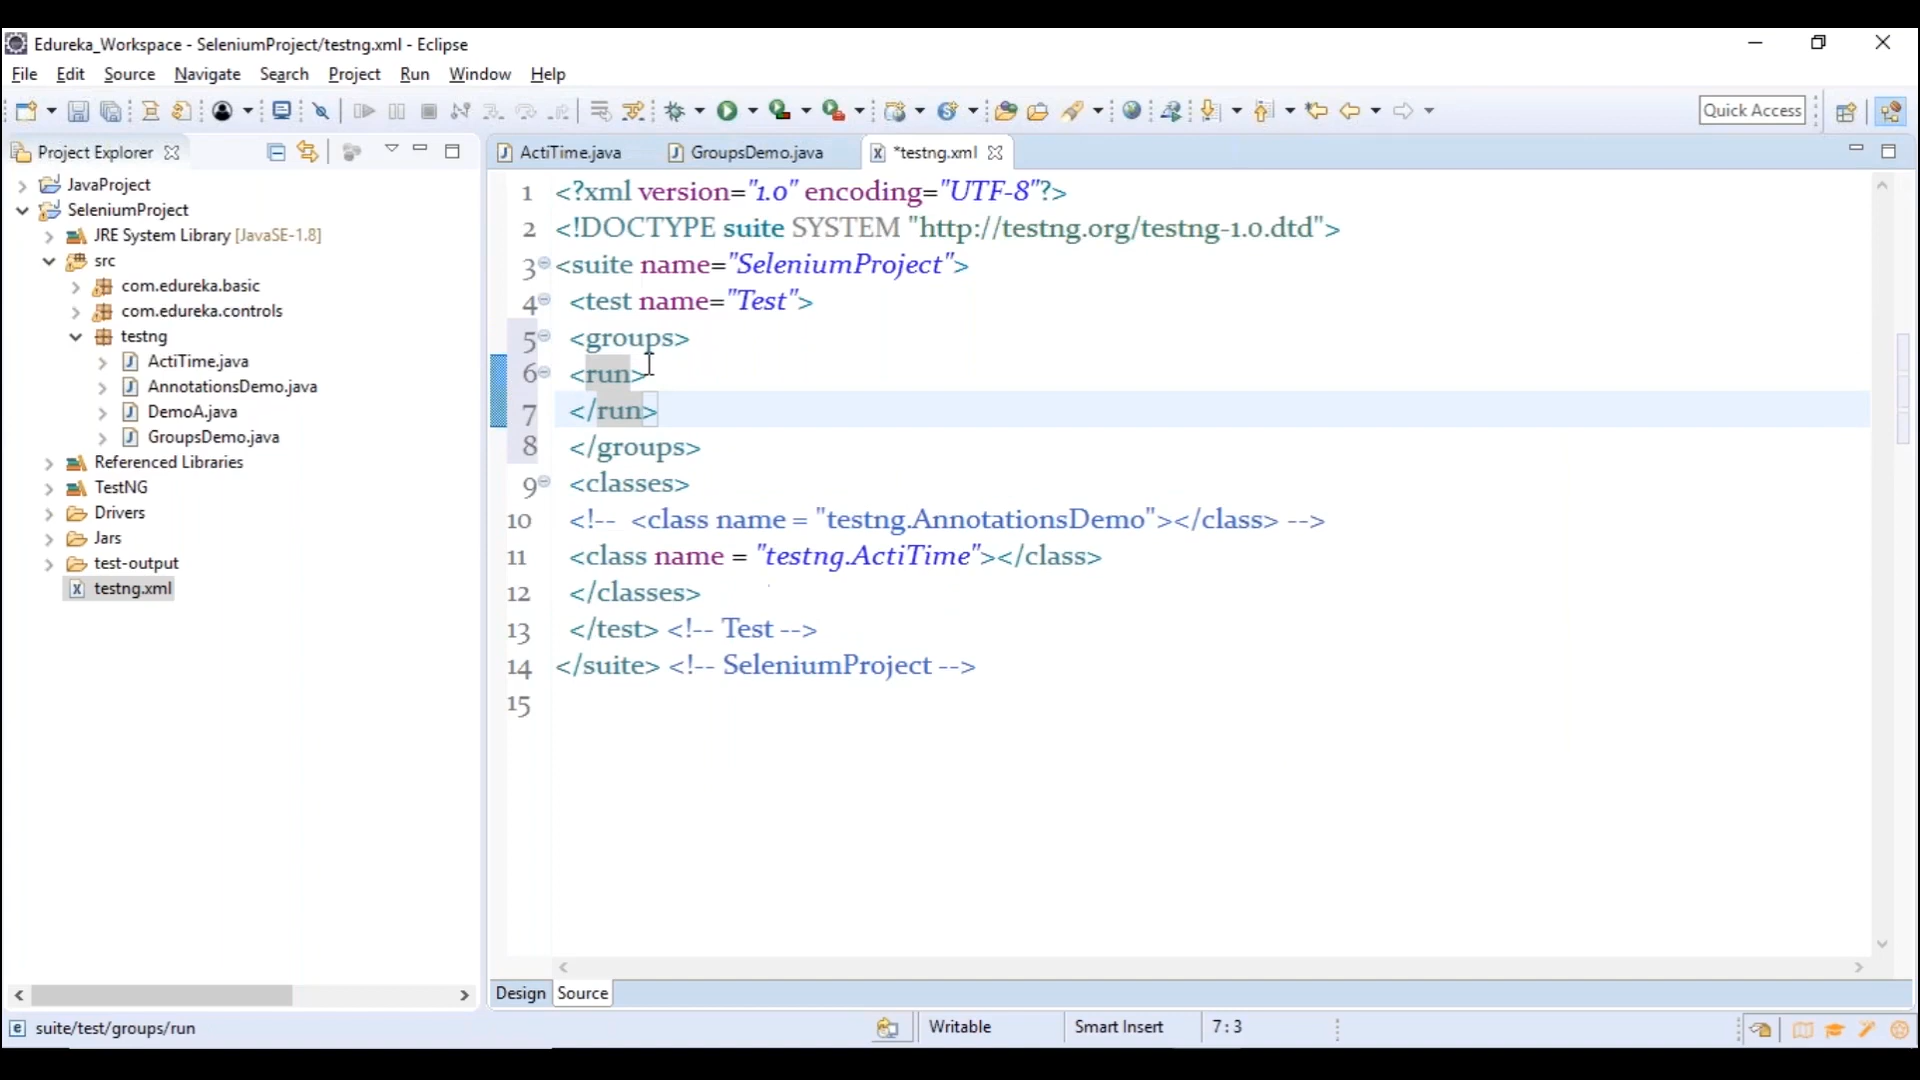 Edureka_Workspace - SeleniumProject/testng.xml - Eclipse
File Edit Source Navigate Search Project Run Window Help
Quick Access
Project Explorer
ActiTime.java GroupsDemo.java *testng.xml
JavaProject
SeleniumProject
JRE System Library [JavaSE-1.8]
src
com.edureka.basic
com.edureka.controls
testng
ActiTime.java
AnnotationsDemo.java
DemoA.java
GroupsDemo.java
Referenced Libraries
TestNG
Drivers
Jars
test-output
testng.xml
1 <?xml version="1.0" encoding="UTF-8"?>
2 <!DOCTYPE suite SYSTEM "http://testng.org/testng-1.0.dtd">
3 <suite name="SeleniumProject">
4 <test name="Test">
5 <groups>
6 <run>
7 </run>
8 </groups>
9 <classes>
10 <!-- <class name = "testng.AnnotationsDemo"></class> -->
11 <class name = "testng.ActiTime"></class>
12 </classes>
13 </test> <!-- Test -->
14 </suite> <!-- SeleniumProject -->
15
Design Source
suite/test/groups/run Writable Smart Insert 7 : 3